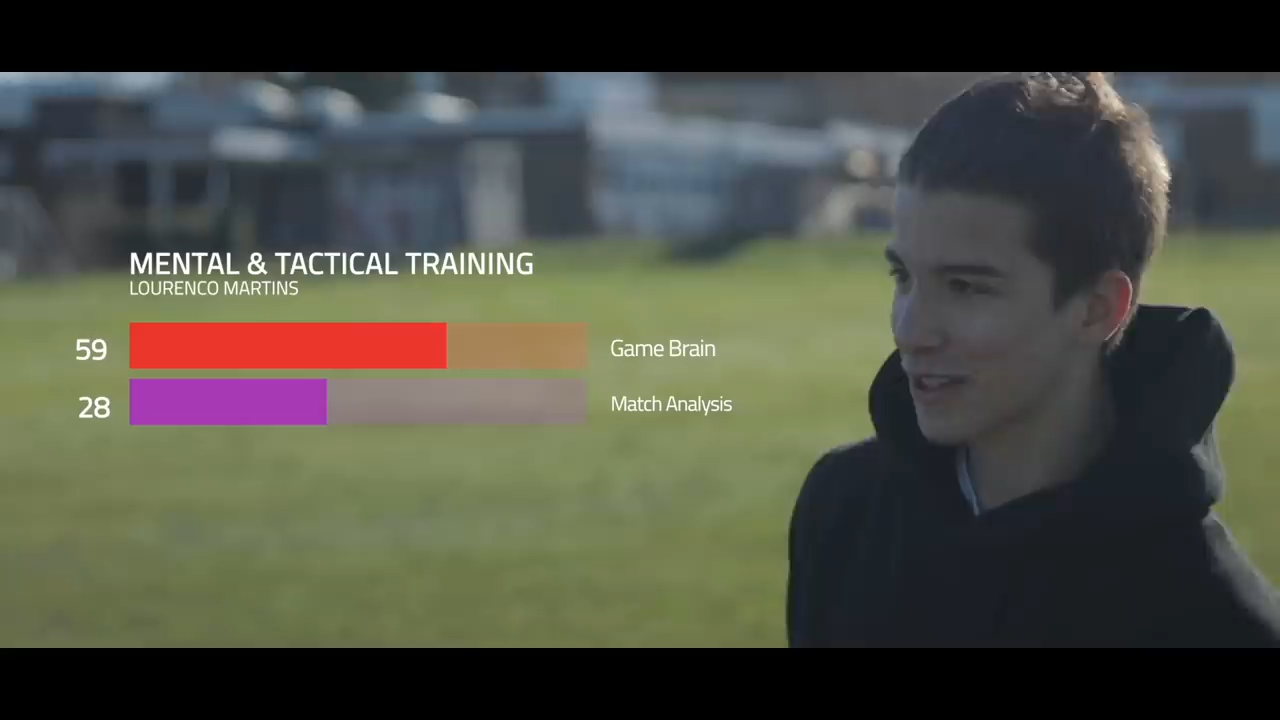 MENTAL & TACTICAL TRAINING
LOURENCO MARTINS
59 Game Brain
28 Match Analysis